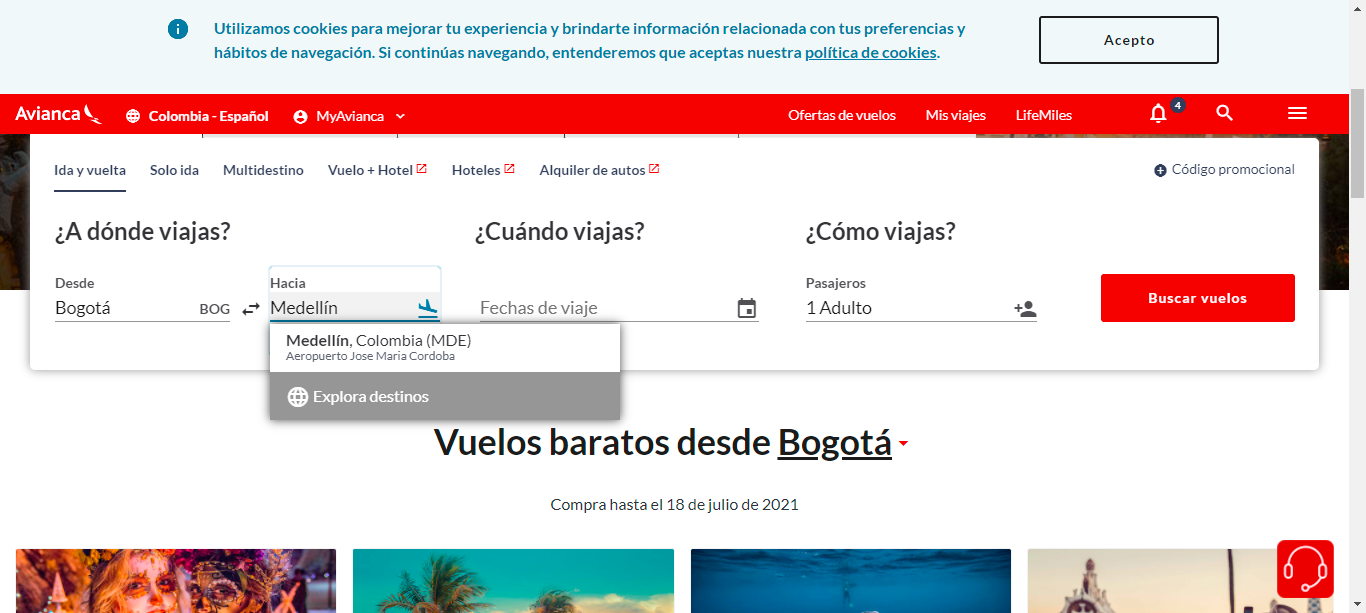 Utilizamos cookies para mejorar tu experiencia y brindarte información relacionada con tus preferencias y
hábitos de navegación. Si continúas navegando, entenderemos que aceptas nuestra política de cookies.
Acepto
Avianca
Colombia - Español
MyAvianca
Ofertas de vuelos
Mis viajes
LifeMiles
4
Ida y vuelta
Solo ida
Multidestino
Vuelo + Hotel
Hoteles
Alquiler de autos
Código promocional
¿A dónde viajas?
¿Cuándo viajas?
¿Cómo viajas?
Desde
Hacia
Pasajeros
Bogotá BOG
Medellín
Fechas de viaje
1 Adulto
Buscar vuelos
Medellín, Colombia (MDE)
Aeropuerto Jose Maria Cordoba
Explora destinos
Vuelos baratos desde Bogotá
Compra hasta el 18 de julio de 2021